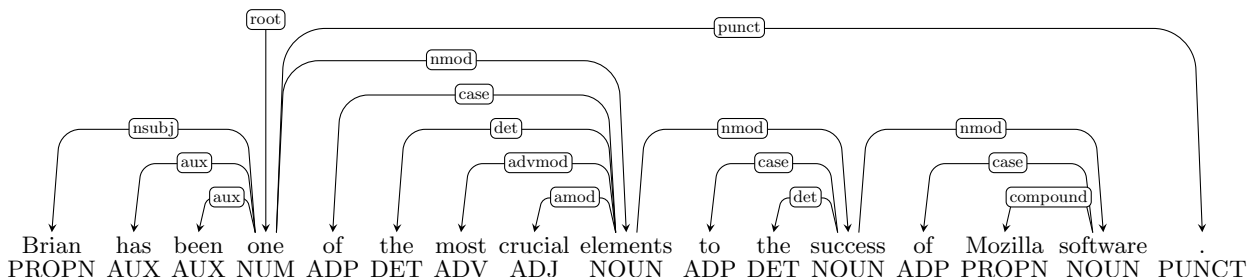 root
punct
nmod
case
nsubj det nmod nmod
aux advmod case case
aux amod det compound
Brian has been one of the most crucial elements to the success of Mozilla software .
PROPN AUX AUX NUM ADP DET ADV ADJ NOUN ADP DET NOUN ADP PROPN NOUN PUNCT